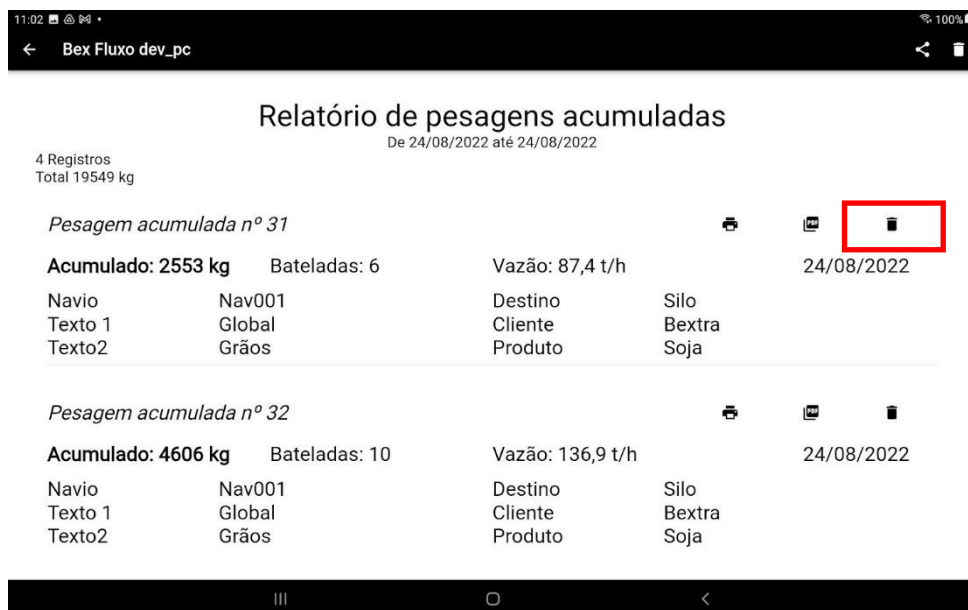 11:02 100%
Bex Fluxo dev_pc
Relatório de pesagens acumuladas
De 24/08/2022 até 24/08/2022
4 Registros
Total 19549 kg
Pesagem acumulada nº 31 PDF
Acumulado: 2553 kg Bateladas: 6 Vazão: 87,4 t/h 24/08/2022
Navio Nav001 Destino Silo
Texto 1 Global Cliente Bextra
Texto2 Grãos Produto Soja
Pesagem acumulada nº 32 PDF
Acumulado: 4606 kg Bateladas: 10 Vazão: 136,9 t/h 24/08/2022
Navio Nav001 Destino Silo
Texto 1 Global Cliente Bextra
Texto2 Grãos Produto Soja